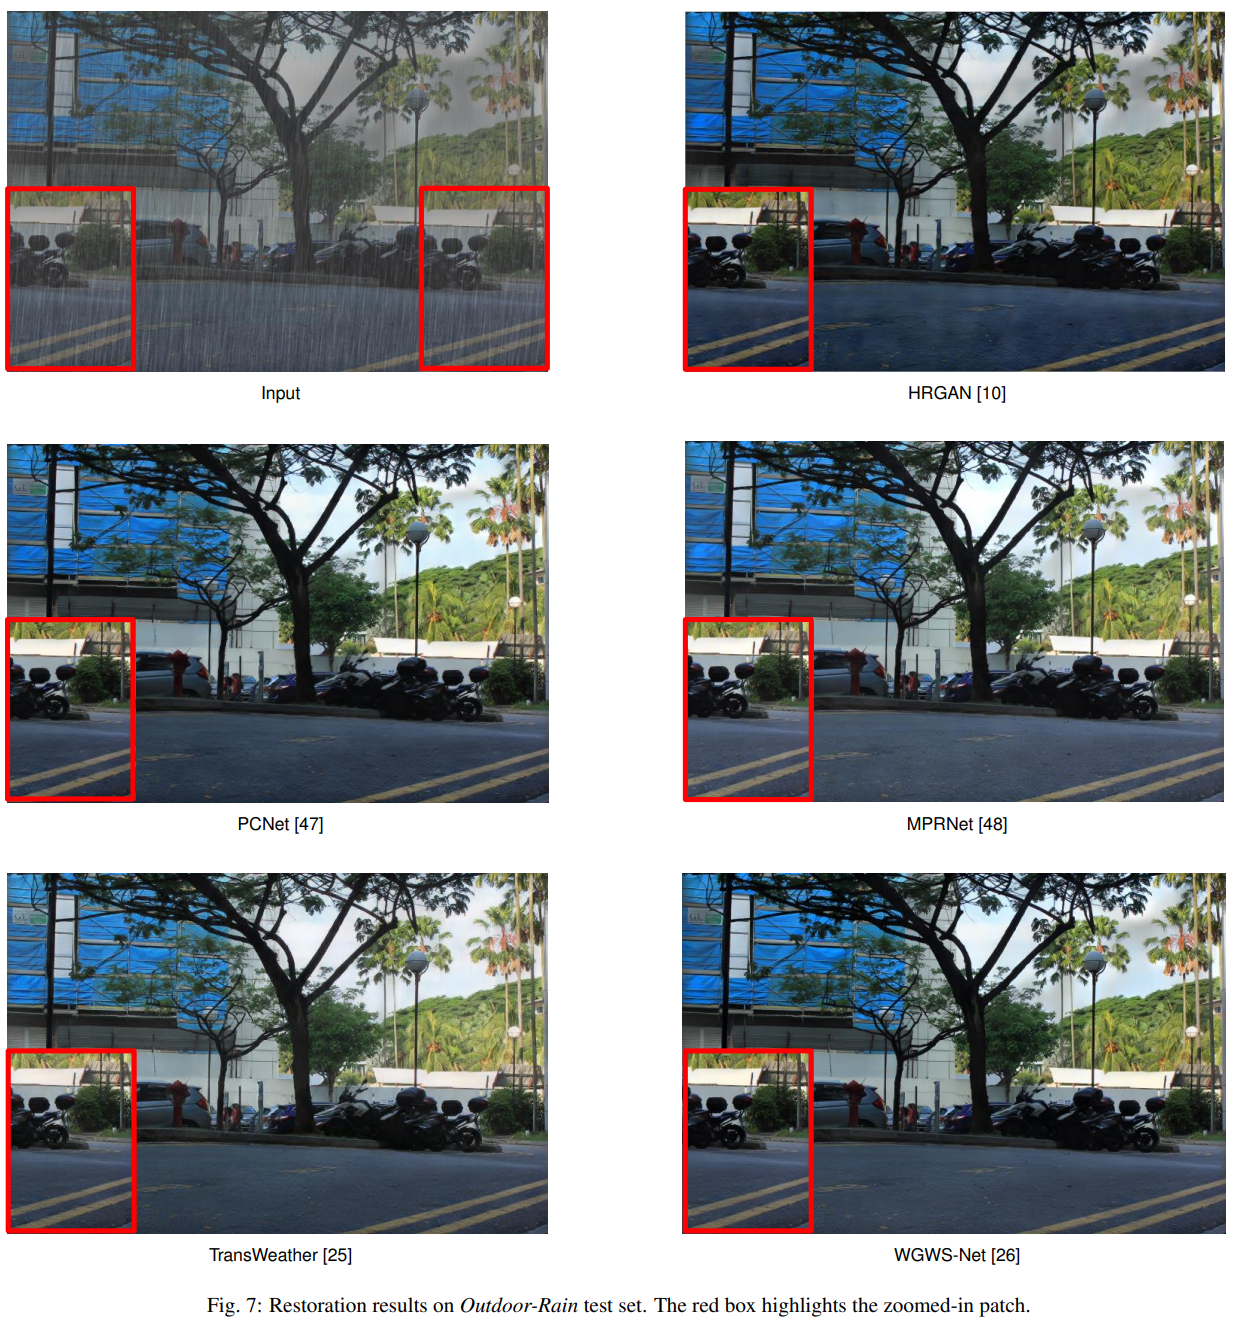 Input
HRGAN [10]
PCNet [47]
MPRNet [48]
TransWeather [25]
WGWS-Net [26]
Fig. 7: Restoration results on Outdoor-Rain test set. The red box highlights the zoomed-in patch.